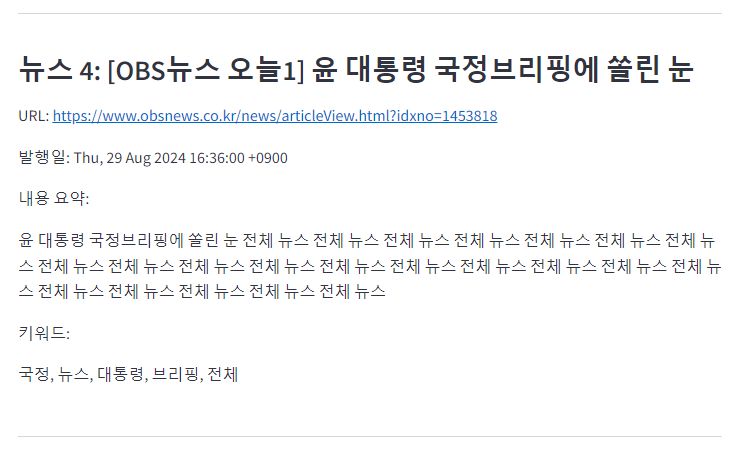 뉴스 4: [OBS뉴스 오늘1] 윤 대통령 국정브리핑에 쏠린 눈
URL: https://www.obsnews.co.kr/news/articleView.html?idxno=1453818
발행일: Thu, 29 Aug 2024 16:36:00 +0900
내용 요약:
윤 대통령 국정브리핑에 쏠린 눈 전체 뉴스 전체 뉴스 전체 뉴스 전체 뉴스 전체 뉴스 전체 뉴스 전체 뉴
스 전체 뉴스 전체 뉴스 전체 뉴스 전체 뉴스 전체 뉴스 전체 뉴스 전체 뉴스 전체 뉴스 전체 뉴스 전체 뉴
스 전체 뉴스 전체 뉴스 전체 뉴스 전체 뉴스 전체 뉴스
키워드:
국정, 뉴스, 대통령, 브리핑, 전체